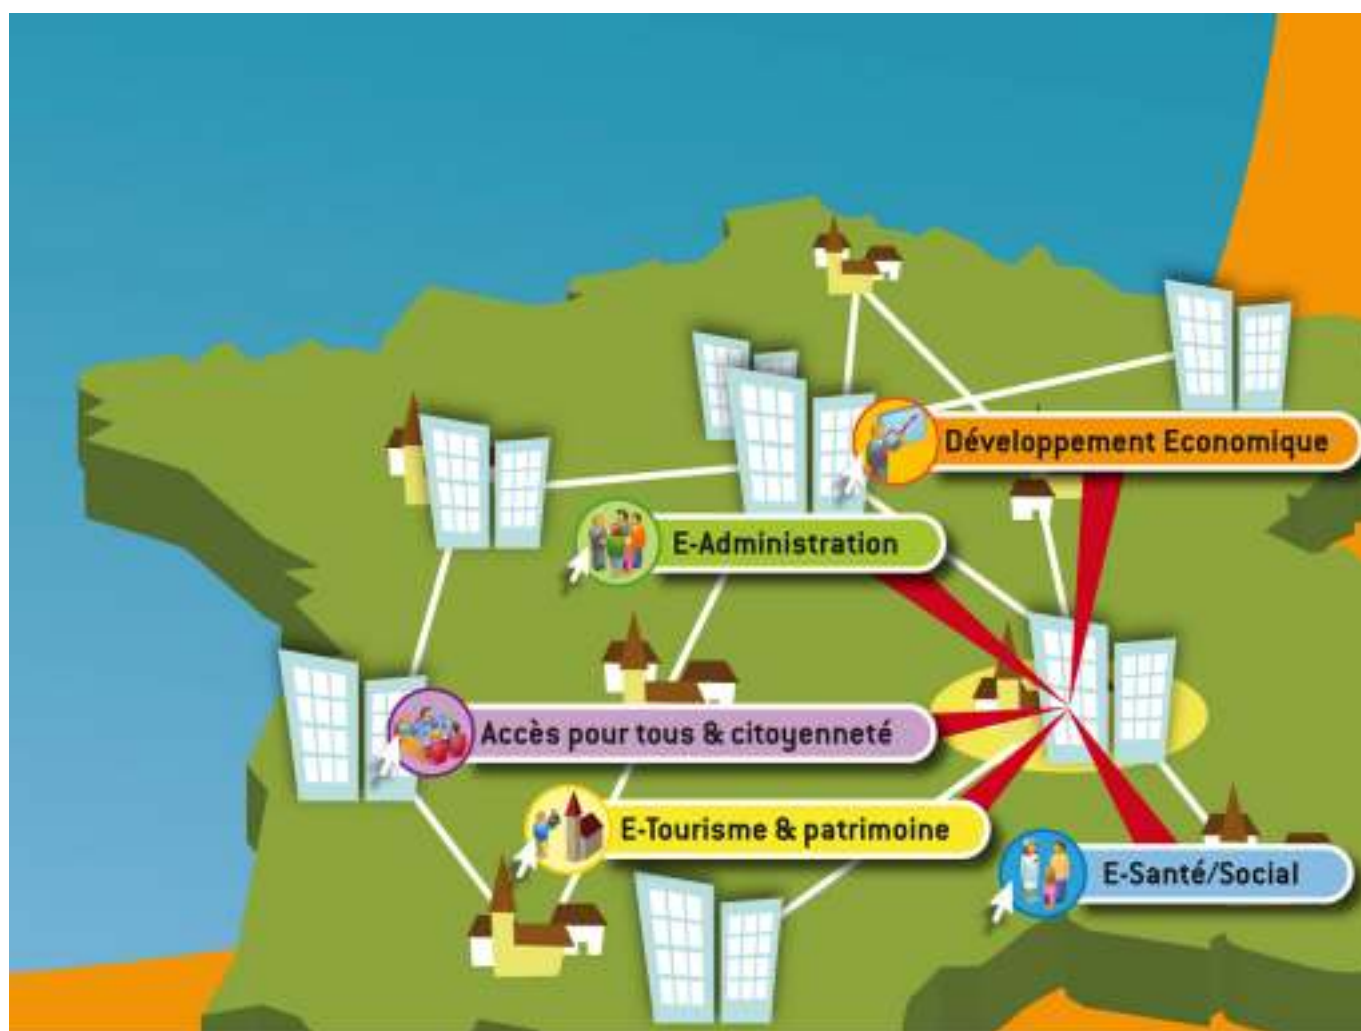 Développement Economique
E-Administration
Accès pour tous & citoyenneté
E-Tourisme & patrimoine
E-Santé/Social